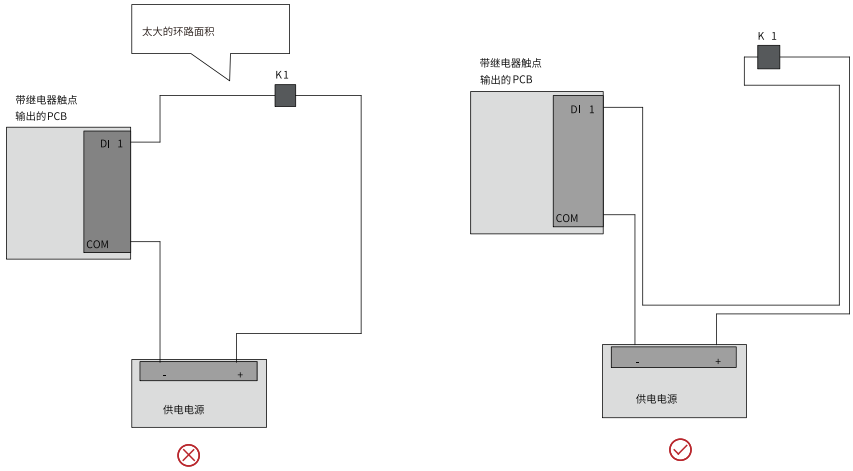 太大的环路面积
K1
带继电器触点
输出的PCB
DI 1
COM
- +
供电电源
K 1
带继电器触点
输出的PCB
DI 1
COM
- +
供电电源